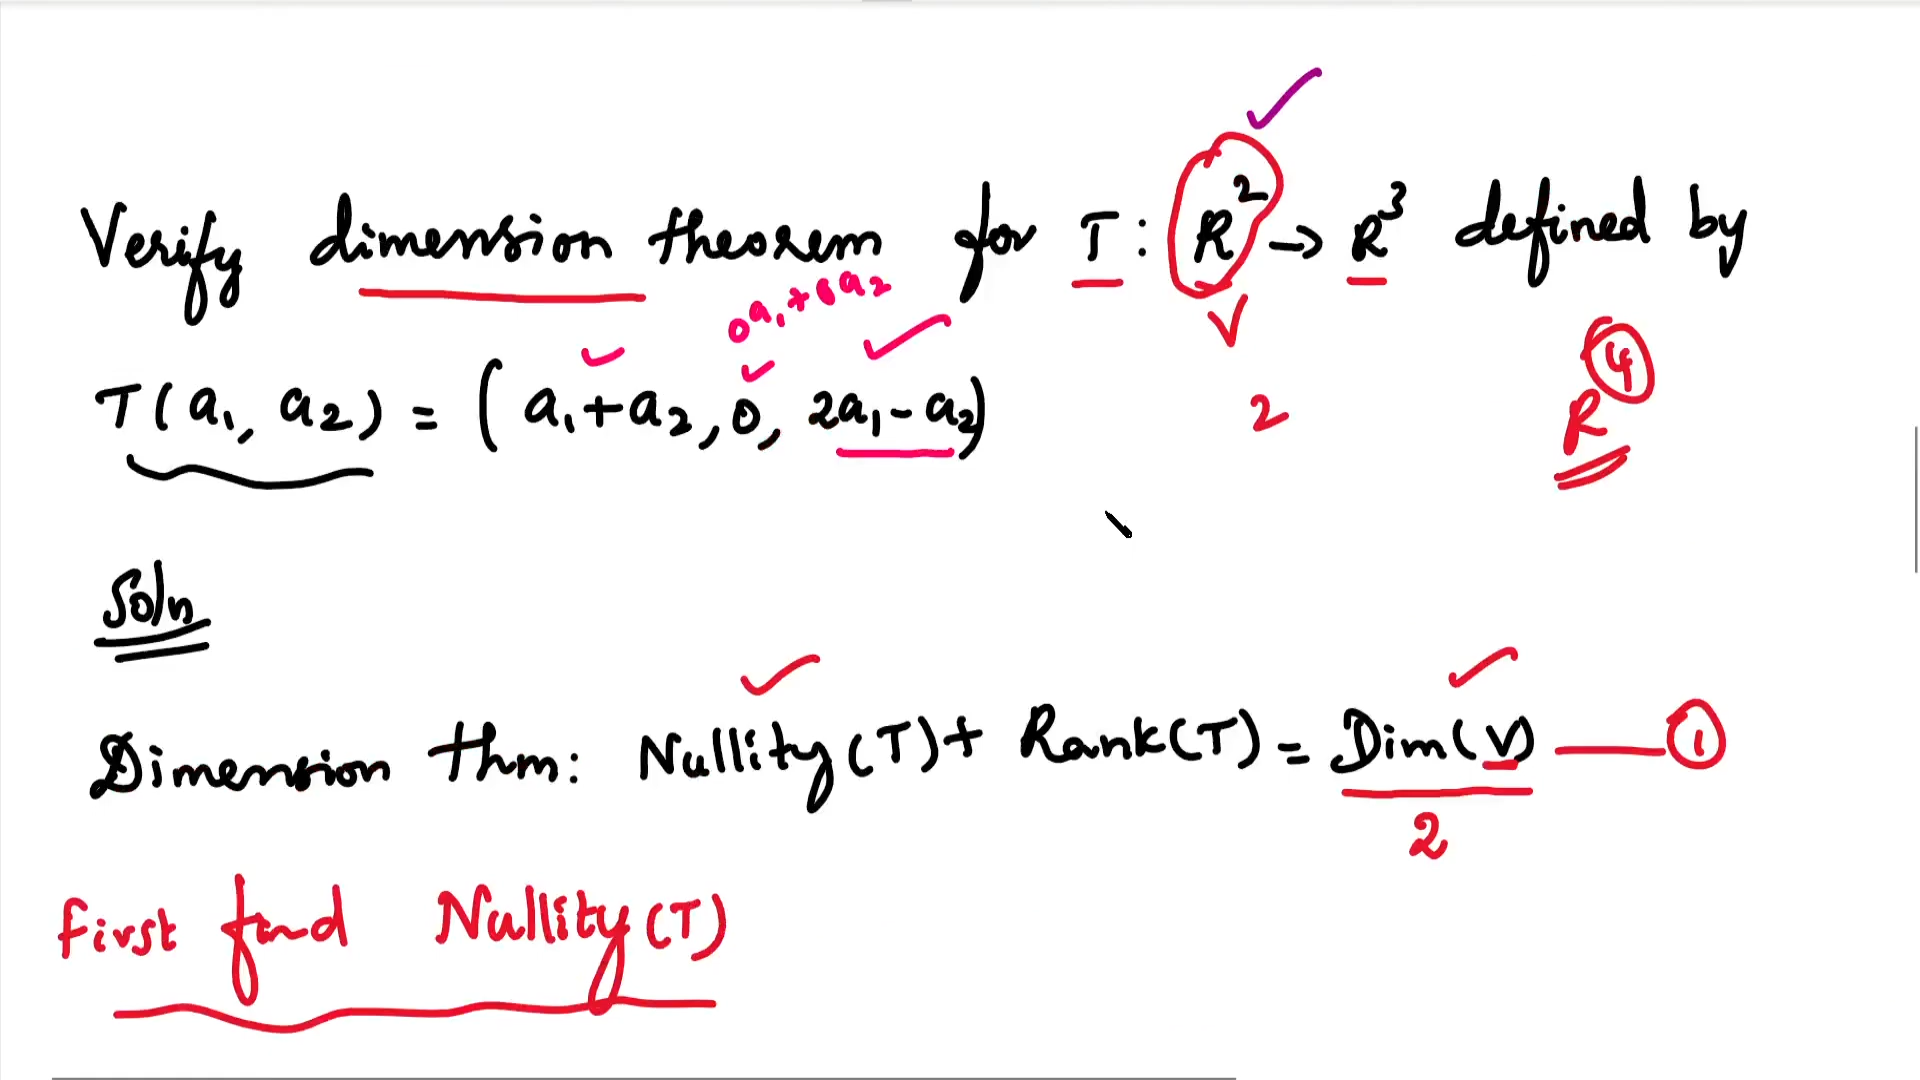 Verify dimension theorem for T: R² → R³ defined by
0a₁+0a₂
T(a₁, a₂) = (a₁+a₂, 0, 2a₁-a₂)
V
2
R⁴
Soln
Dimension thm: Nullity(T)+ Rank(T) = Dim(V) — ①
2
First find Nullity(T)